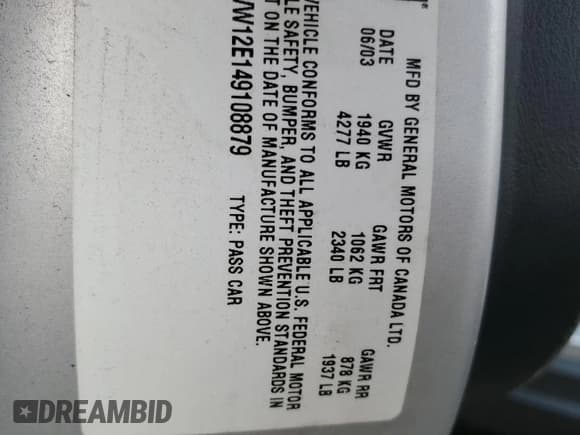 MFD BY GENERAL MOTORS OF CANADA LTD.
DATE GVWR GAWR FRT GAWR RR
06/03 1940 KG 1062 KG 878 KG
4277 LB 2340 LB 1937 LB
VEHICLE CONFORMS TO ALL APPLICABLE U.S. FEDERAL MOTOR
LE SAFETY, BUMPER, AND THEFT PREVENTION STANDARDS IN
T ON THE DATE OF MANUFACTURE SHOWN ABOVE.
W12E149108879 TYPE: PASS CAR
DREAMBID